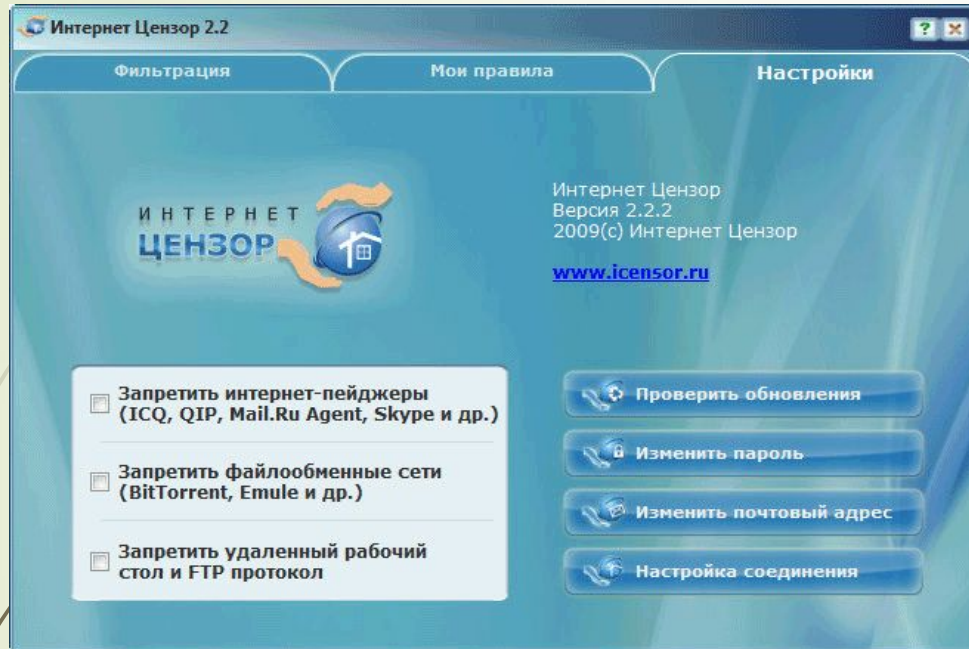 Интернет Цензор 2.2
?
Фильтрация
Мои правила
Настройки
ИНТЕРНЕТ
ЦЕНЗОР
Интернет Цензор
Версия 2.2.2
2009(с) Интернет Цензор
www.icensor.ru
Запретить интернет-пейджеры
(ICQ, QIP, Mail.Ru Agent, Skype и др.)
Запретить файлообменные сети
(BitTorrent, Emule и др.)
Запретить удаленный рабочий
стол и FTP протокол
Проверить обновления
Изменить пароль
Изменить почтовый адрес
Настройка соединения